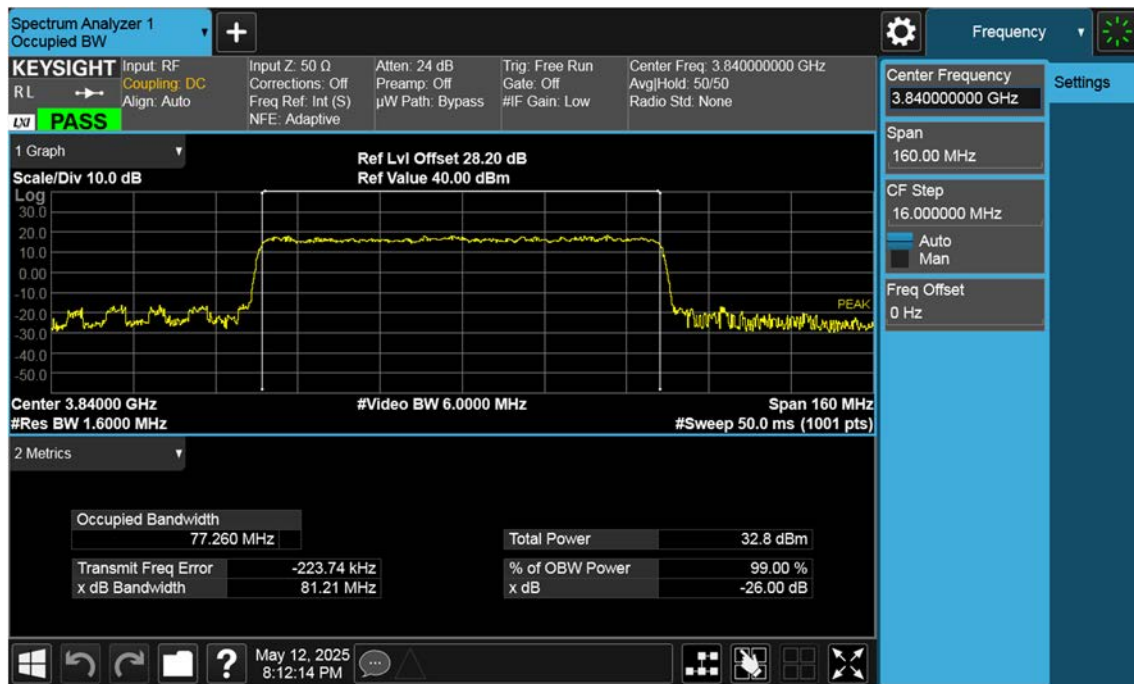 Spectrum Analyzer 1
Occupied BW
+
Frequency
KEYSIGHT
RL
LXI
PASS
Input: RF
Coupling: DC
Align: Auto
Input Z: 50 Ω
Corrections: Off
Freq Ref: Int (S)
NFE: Adaptive
Atten: 24 dB
Preamp: Off
µW Path: Bypass
Trig: Free Run
Gate: Off
#IF Gain: Low
Center Freq: 3.840000000 GHz
Avg|Hold: 50/50
Radio Std: None
Center Frequency
3.840000000 GHz
Settings
Span
160.00 MHz
CF Step
16.000000 MHz
Auto
Man
Freq Offset
0 Hz
1 Graph
Scale/Div 10.0 dB
Ref Lvl Offset 28.20 dB
Ref Value 40.00 dBm
Log
30.0
20.0
10.0
0.00
-10.0
-20.0
-30.0
-40.0
-50.0
PEAK
Center 3.84000 GHz
#Video BW 6.0000 MHz
Span 160 MHz
#Res BW 1.6000 MHz
#Sweep 50.0 ms (1001 pts)
2 Metrics
Occupied Bandwidth
77.260 MHz
Total Power 32.8 dBm
Transmit Freq Error -223.74 kHz
% of OBW Power 99.00 %
x dB Bandwidth 81.21 MHz
x dB -26.00 dB
?
May 12, 2025
8:12:14 PM